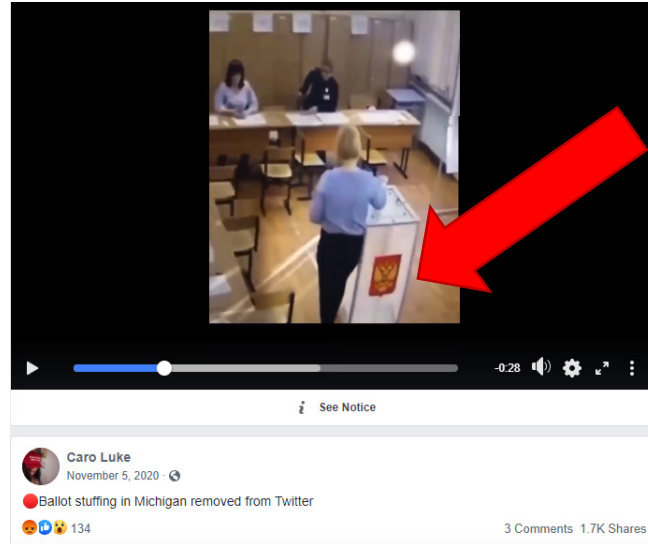 -0:28
See Notice
Caro Luke
November 5, 2020 ·
Ballot stuffing in Michigan removed from Twitter
134
3 Comments 1.7K Shares